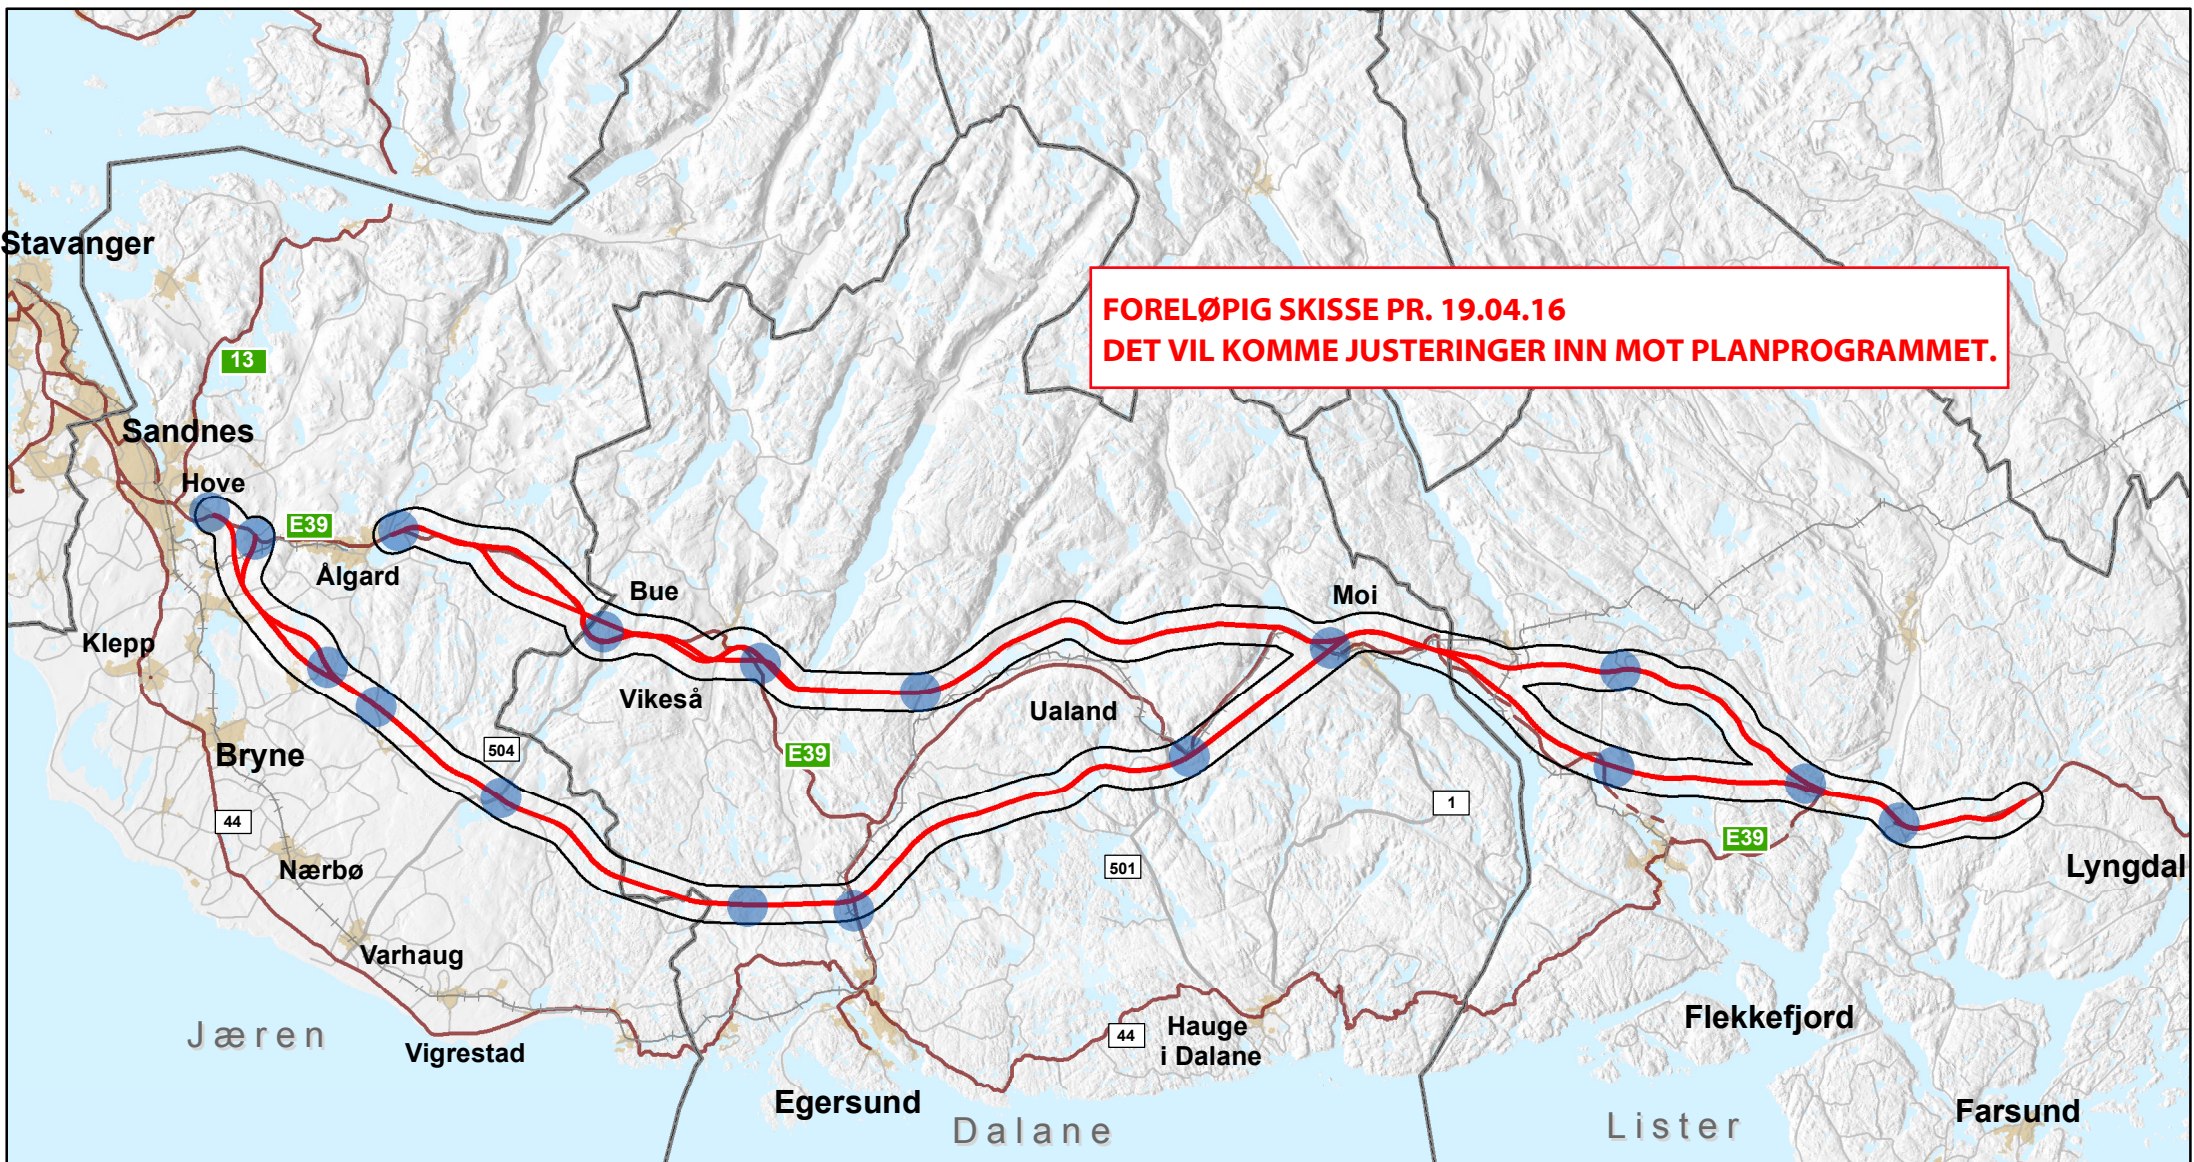 Stavanger
FORELØPIG SKISSE PR. 19.04.16
DET VIL KOMME JUSTERINGER INN MOT PLANPROGRAMMET.
13
Sandnes
Hove
E39
Ålgard
Bue
Moi
Klepp
Vikeså
Ualand
Bryne
504
E39
44
1
E39
Nærbø
501
Lyngdal
Varhaug
Jæren
Vigrestad
44
Hauge
i Dalane
Flekkefjord
Egersund
Dalane
Lister
Farsund